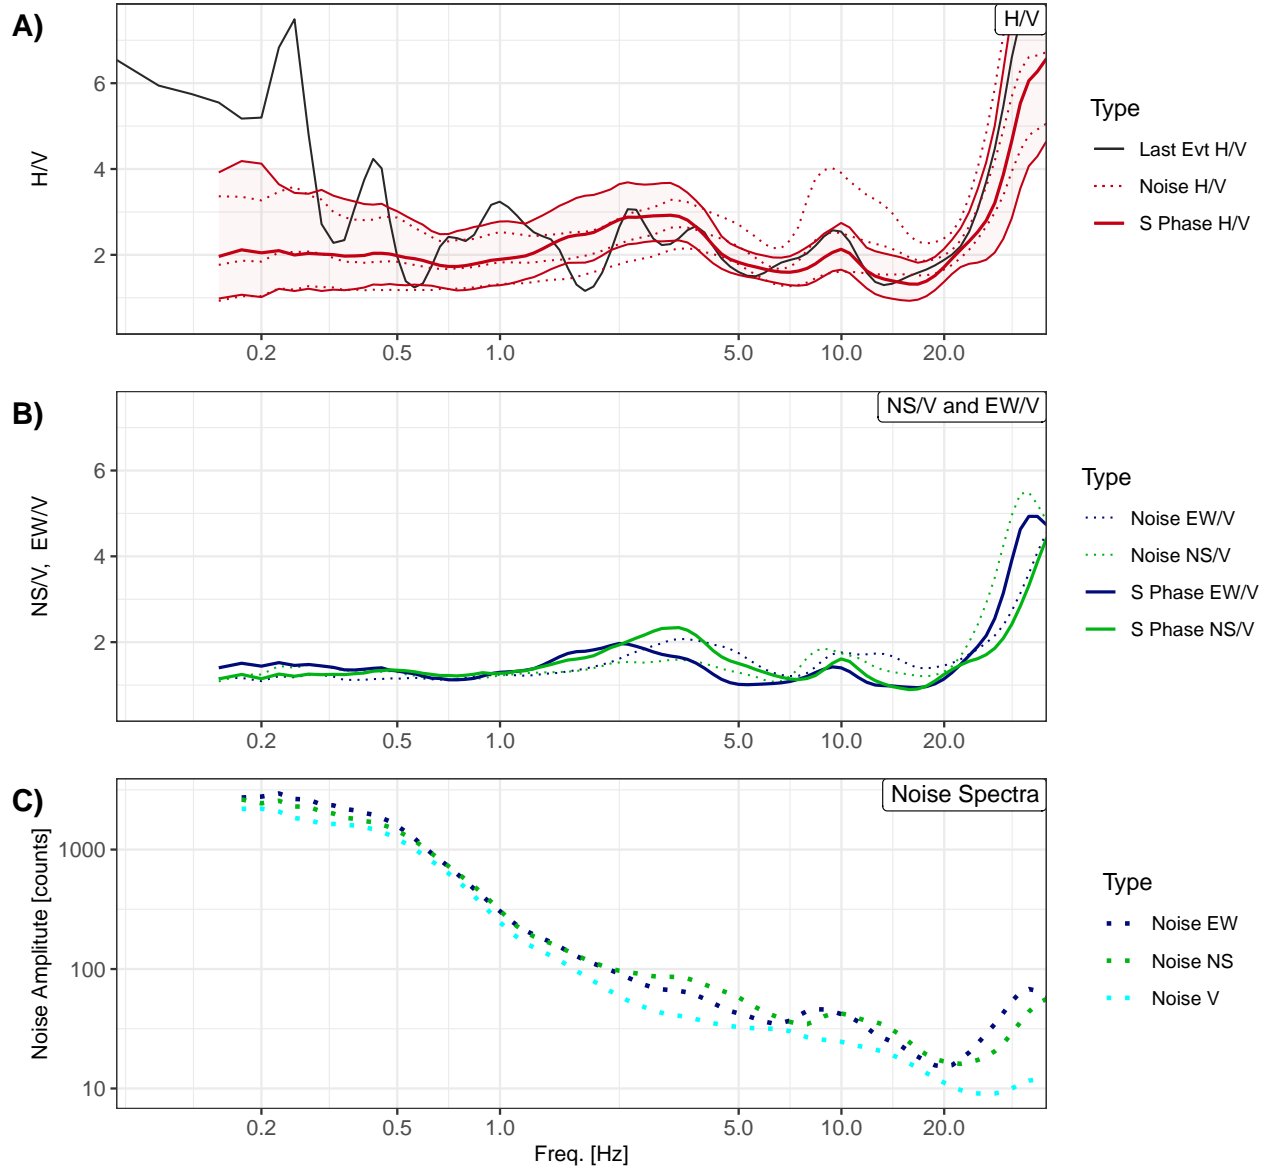 A)
H/V
6
4
2
H/V
0.2 0.5 1.0 5.0 10.0 20.0
Type
Last Evt H/V
Noise H/V
S Phase H/V
B)
NS/V and EW/V
6
4
2
NS/V, EW/V
0.2 0.5 1.0 5.0 10.0 20.0
Type
Noise EW/V
Noise NS/V
S Phase EW/V
S Phase NS/V
C)
Noise Spectra
1000
100
10
Noise Amplitute [counts]
0.2 0.5 1.0 5.0 10.0 20.0
Freq. [Hz]
Type
Noise EW
Noise NS
Noise V